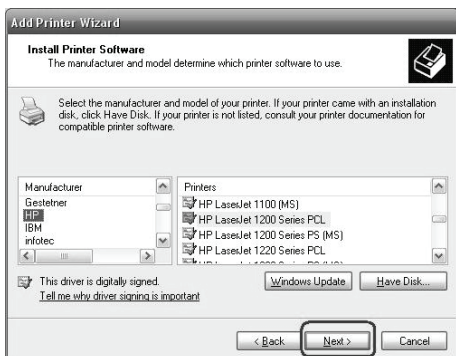 Add Printer Wizard
Install Printer Software
The manufacturer and model determine which printer software to use.
Select the manufacturer and model of your printer. If your printer came with an installation
disk, click Have Disk. If your printer is not listed, consult your printer documentation for
compatible printer software.
Manufacturer
Gestetner
HP
IBM
infotec
Printers
HP LaserJet 1100 (MS)
HP LaserJet 1200 Series PCL
HP LaserJet 1200 Series PS (MS)
HP LaserJet 1220 Series PCL
This driver is digitally signed.
Tell me why driver signing is important
Windows Update
Have Disk...
< Back
Next >
Cancel